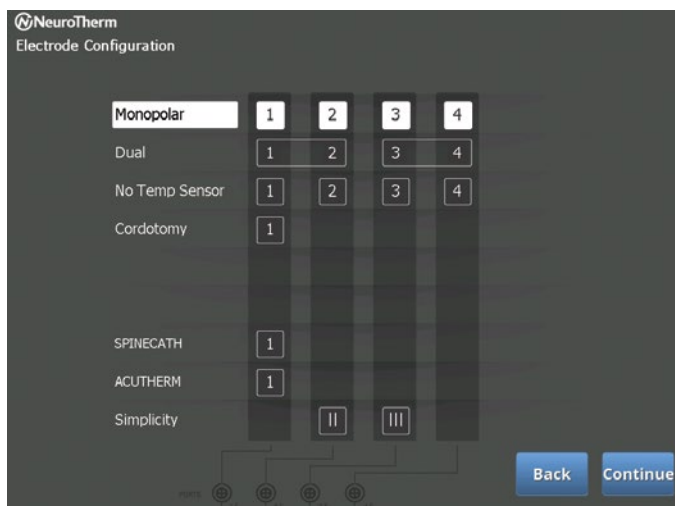 NeuroTherm
Electrode Configuration
Monopolar 1 2 3 4
Dual 1 2 3 4
No Temp Sensor 1 2 3 4
Cordotomy 1
SPINECATH 1
ACUTHERM 1
Simplicity II III
Back Continue
PORTS